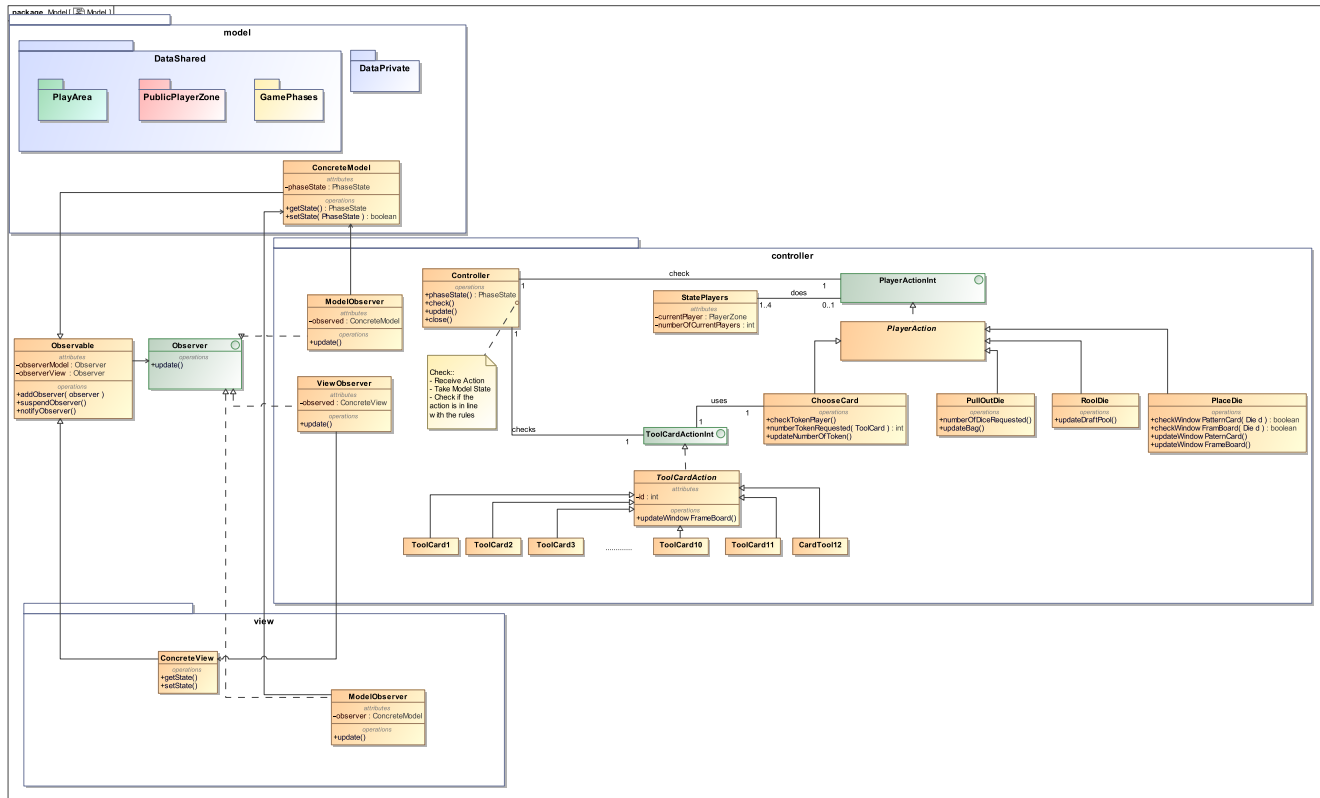 package Model [ Model ]
model
DataShared
DataPrivate
PlayArea
PublicPlayerZone
GamePhases
ConcreteModel
attributes
-phaseState : PhaseState
operations
+getState() : PhaseState
+setState( PhaseState ) : boolean
controller
Controller
operations
+phaseState() : PhaseState
+check()
+update()
+close()
check
1
1
PlayerActionInt
StatePlayers
attributes
-currentPlayer : PlayerZone
-numberOfCurrentPlayers : int
does
1..4
0..1
ModelObserver
attributes
-observed : ConcreteModel
operations
+update()
PlayerAction
Observable
attributes
-observerModel : Observer
-observerView : Observer
operations
+addObserver( observer )
+suspendObserver()
+notifyObserver()
Observer
operations
+update()
1
Check::
- Receive Action
- Take Model State
- Check if the
action is in line
with the rules
ViewObserver
attributes
-observed : ConcreteView
operations
+update()
uses
1
1
ChooseCard
operations
+checkTokenPlayer()
+numberTokenRequested( ToolCard ) : int
+updateNumberOfToken()
PullOutDie
operations
+numberOfDiceRequested()
+updateBag()
RoolDie
operations
+updateDraftPool()
PlaceDie
operations
+checkWindow PatternCard( Die d ) : boolean
+checkWindow FramBoard( Die d ) : boolean
+updateWindow PaternCard()
+updateWindow FrameBoard()
checks
1
ToolCardActionInt
ToolCardAction
attributes
-id : int
operations
+updateWindow FrameBoard()
ToolCard1
ToolCard2
ToolCard3
.............
ToolCard10
ToolCard11
CardTool12
view
ConcreteView
operations
+getState()
+setState()
ModelObserver
attributes
-observer : ConcreteModel
operations
+update()